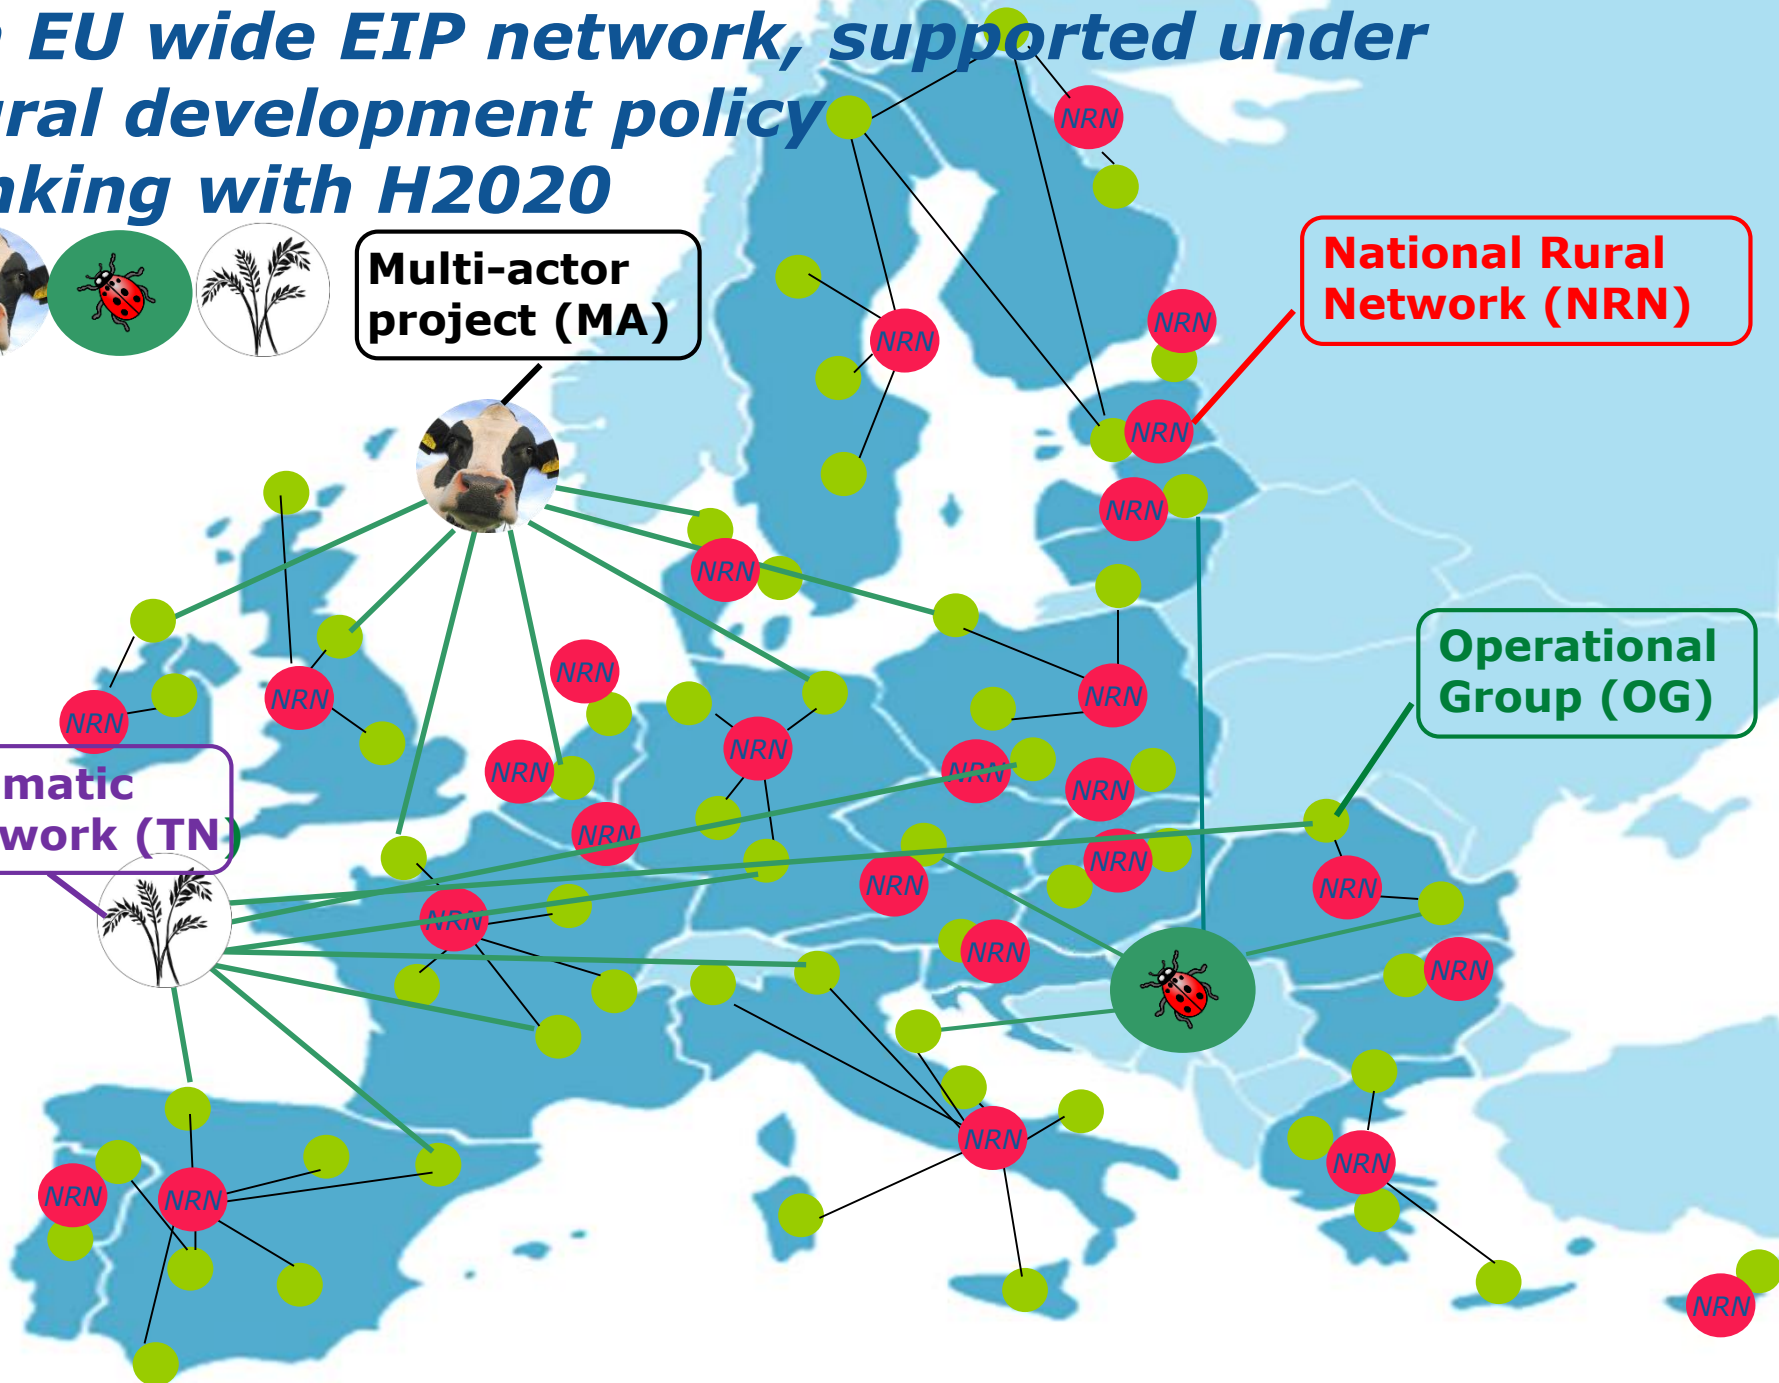 EU wide EIP network, supported under
ral development policy
nking with H2020
NRN
Multi-actor
project (MA)
National Rural
Network (NRN)
NRN
NRN
NRN
NRN
NRN
Operational
Group (OG)
NRN
NRN
NRN
NRN
NRN
NRN
NRN
matic
work (TN)
NRN
NRN
NRN
NRN
NRN
NRN
NRN
NRN
NRN
NRN
NRN
NRN
NRN